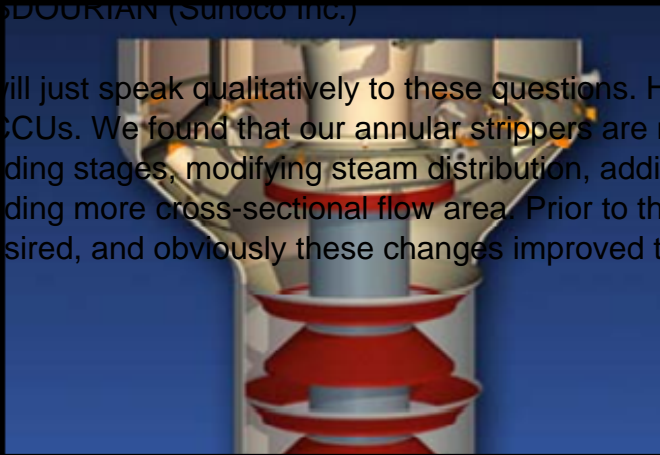 SDOURIAN (Sunoco Inc.)
will just speak qualitatively to these questions. H
CCUs. We found that our annular strippers are
ding stages, modifying steam distribution, addi
ding more cross-sectional flow area. Prior to th
sired, and obviously these changes improved t